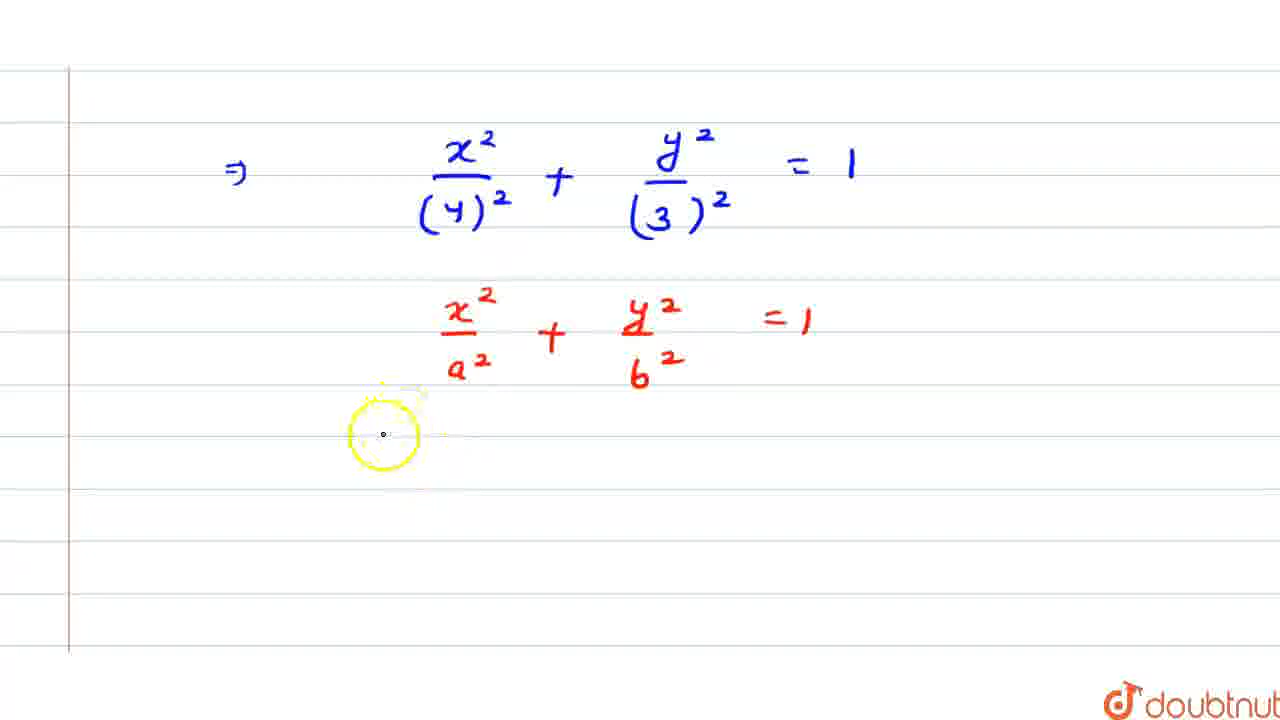 ⇒ x²/(4)² + y²/(3)² = 1
x²/a² + y²/b² = 1
doubtnut